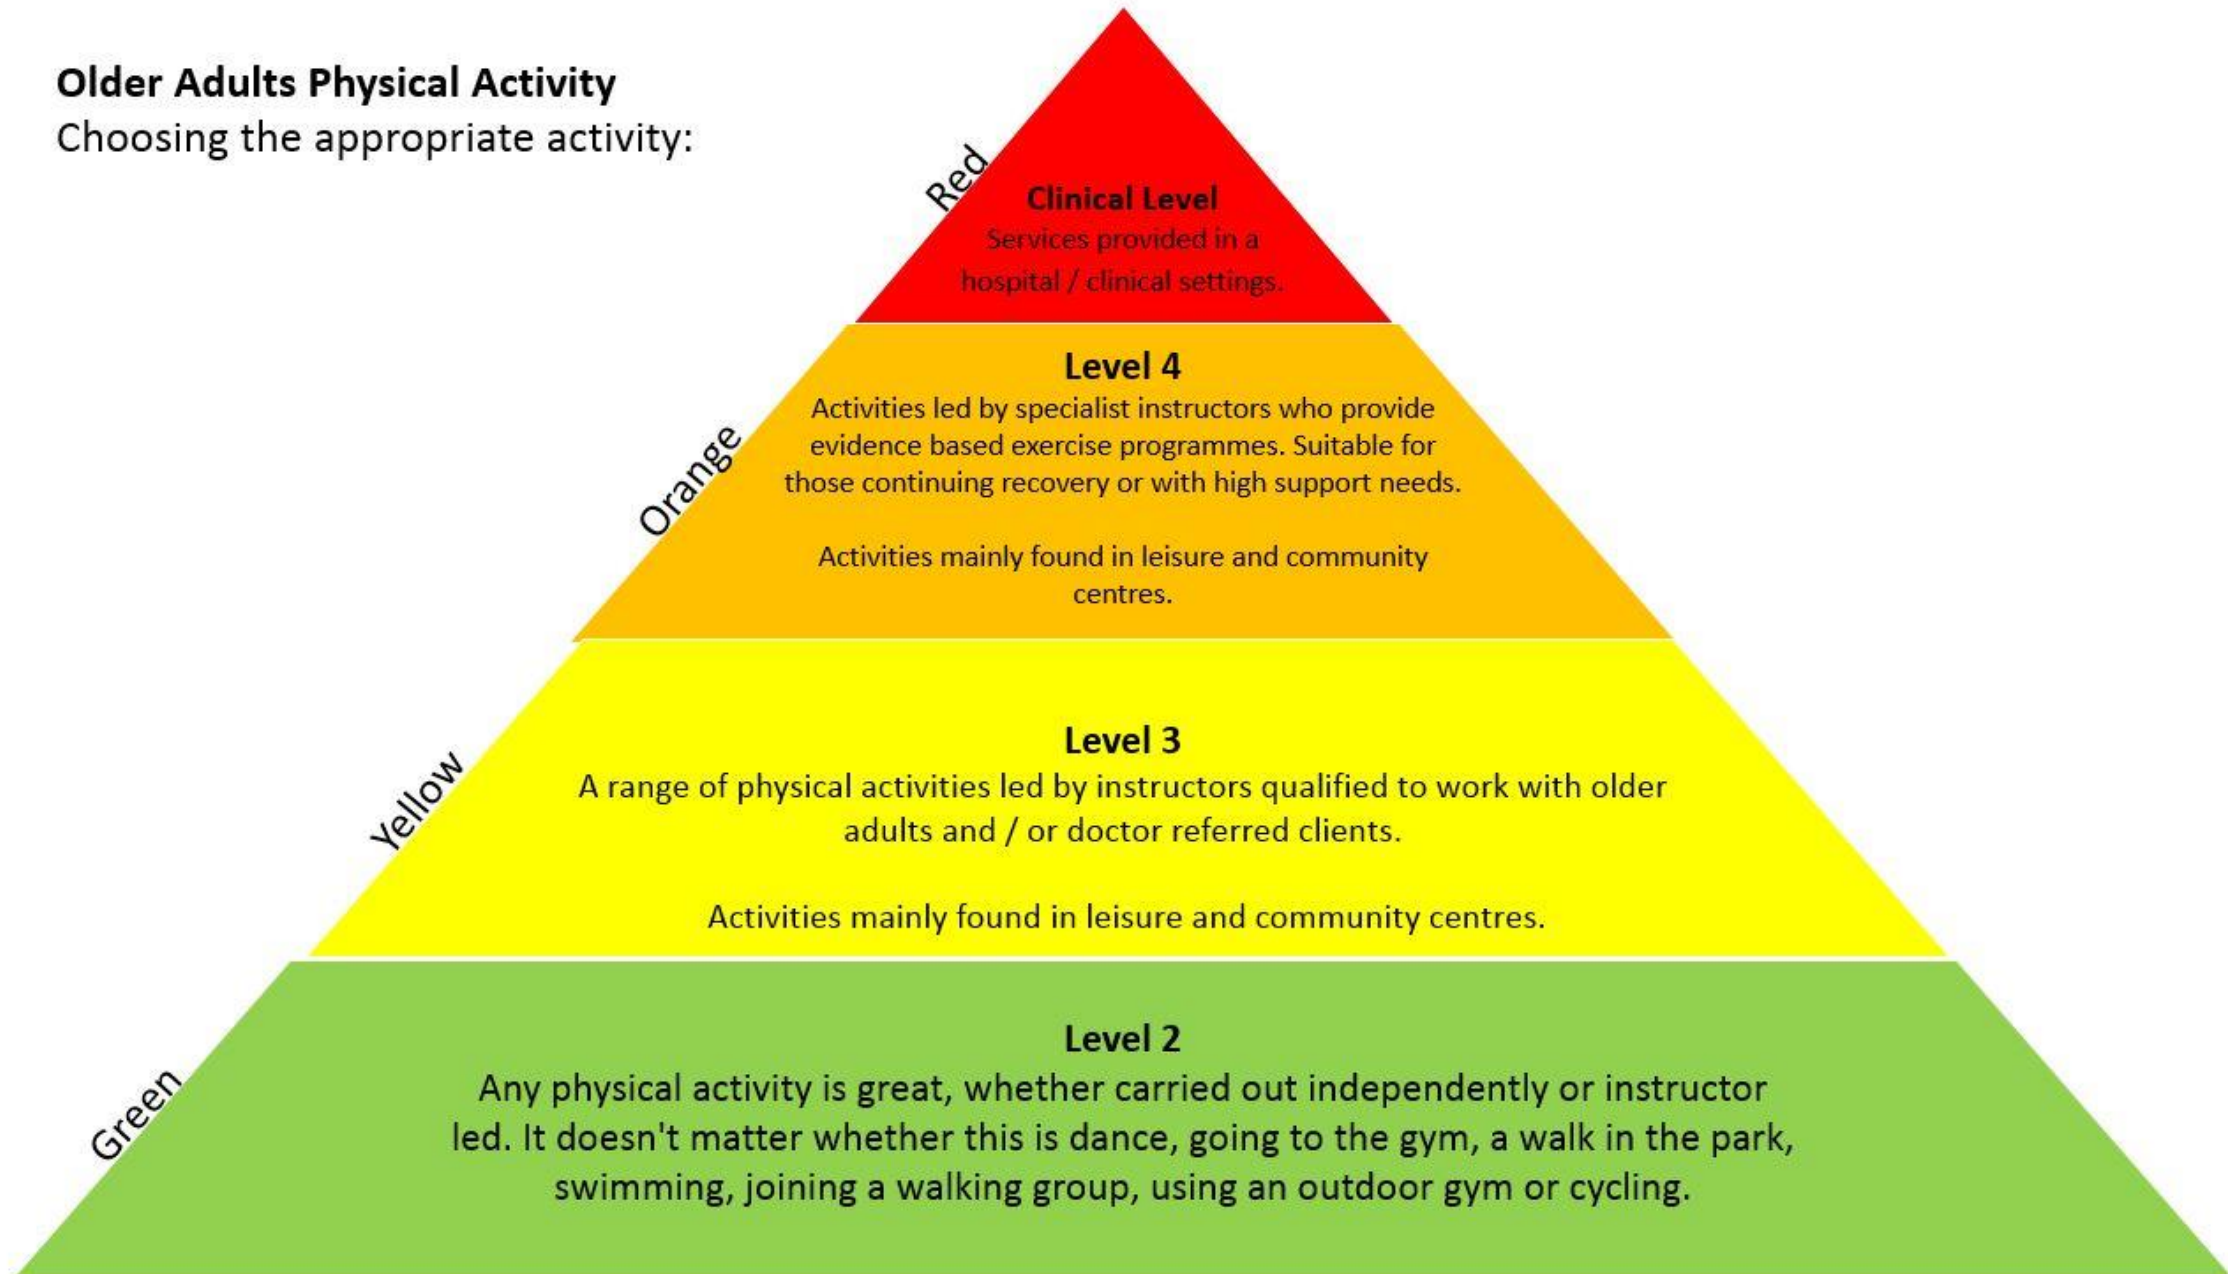 Older Adults Physical Activity
Choosing the appropriate activity:
Red
Clinical Level
Services provided in a
hospital / clinical settings.
Orange
Level 4
Activities led by specialist instructors who provide
evidence based exercise programmes. Suitable for
those continuing recovery or with high support needs.
Activities mainly found in leisure and community
centres.
Yellow
Level 3
A range of physical activities led by instructors qualified to work with older
adults and / or doctor referred clients.
Activities mainly found in leisure and community centres.
Green
Level 2
Any physical activity is great, whether carried out independently or instructor
led. It doesn't matter whether this is dance, going to the gym, a walk in the park,
swimming, joining a walking group, using an outdoor gym or cycling.